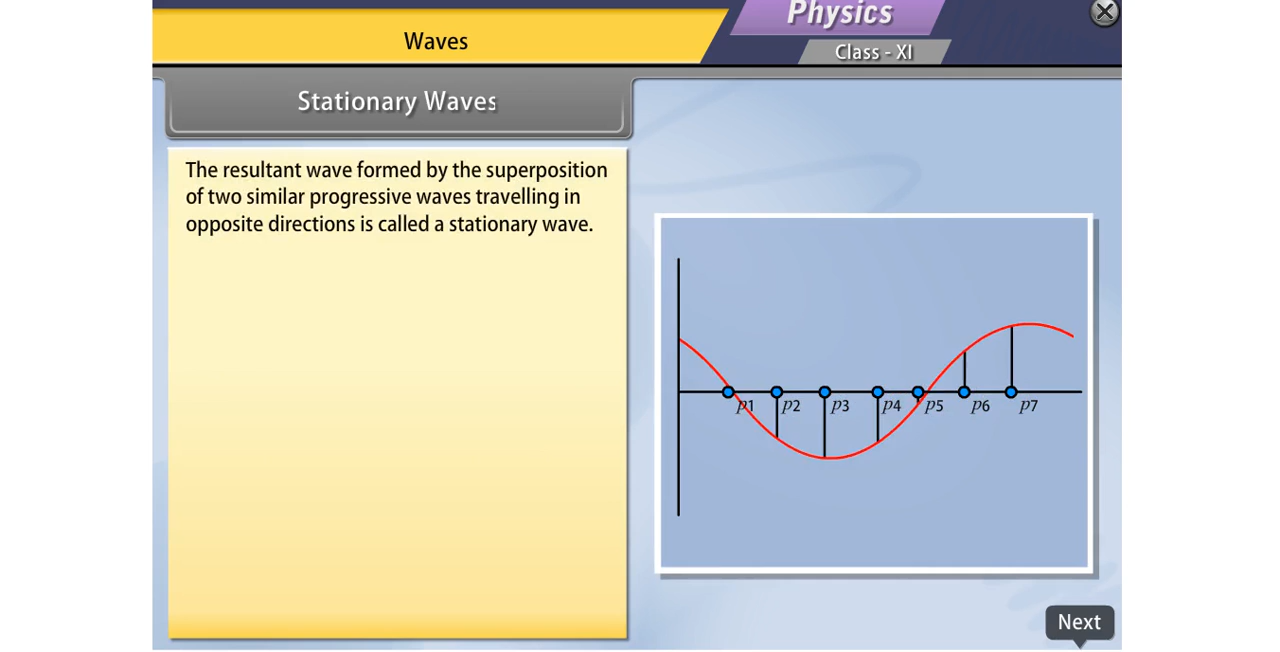 Waves
Physics
Class - XI
Stationary Waves
The resultant wave formed by the superposition
of two similar progressive waves travelling in
opposite directions is called a stationary wave.
p1 p2 p3 p4 p5 p6 p7
Next